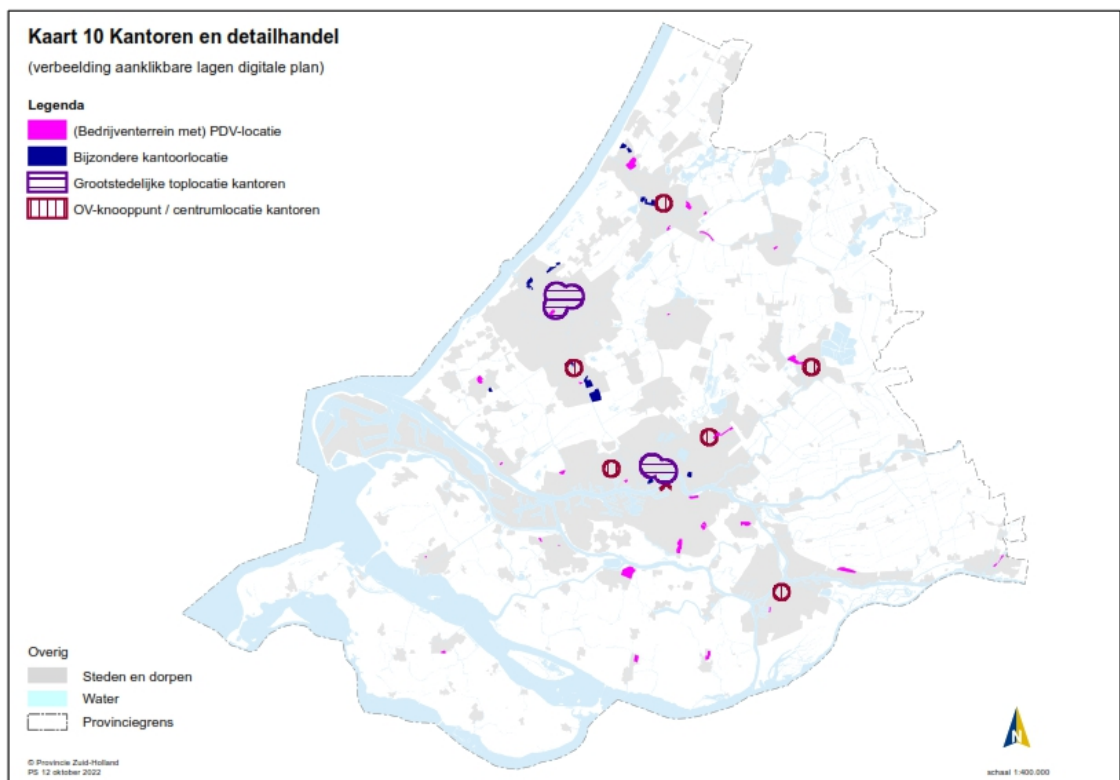 Kaart 10 Kantoren en detailhandel
(verbeelding aanklikbare lagen digitale plan)
Legenda
(Bedrijventerrein met) PDV-locatie
Bijzondere kantoorlocatie
Grootstedelijke toplocatie kantoren
OV-knooppunt / centrumlocatie kantoren
Overig
Steden en dorpen
Water
Provinciegrens
© Provincie Zuid-Holland
PS 12 oktober 2022
N
schaal 1:400.000